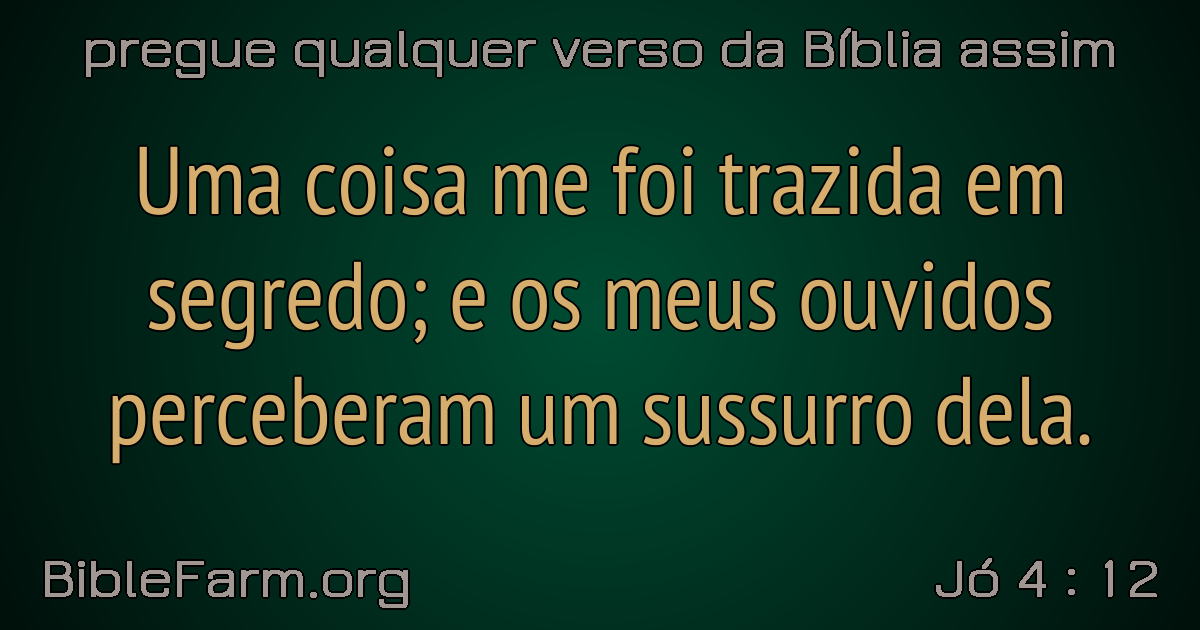 pregue qualquer verso da Bíblia assim
Uma coisa me foi trazida em
segredo; e os meus ouvidos
perceberam um sussurro dela.
BibleFarm.org
Jó 4 : 12